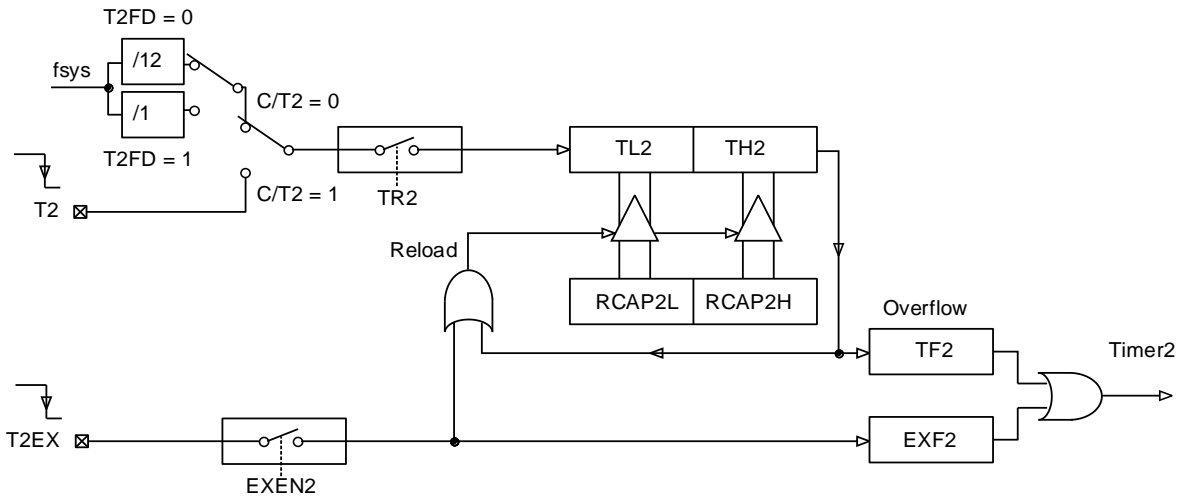 T2FD = 0
/12
fsys
C/T2 = 0
/1
T2FD = 1
TL2
TH2
C/T2 = 1
TR2
T2
Reload
RCAP2L
RCAP2H
Overflow
TF2
Timer2
T2EX
EXF2
EXEN2